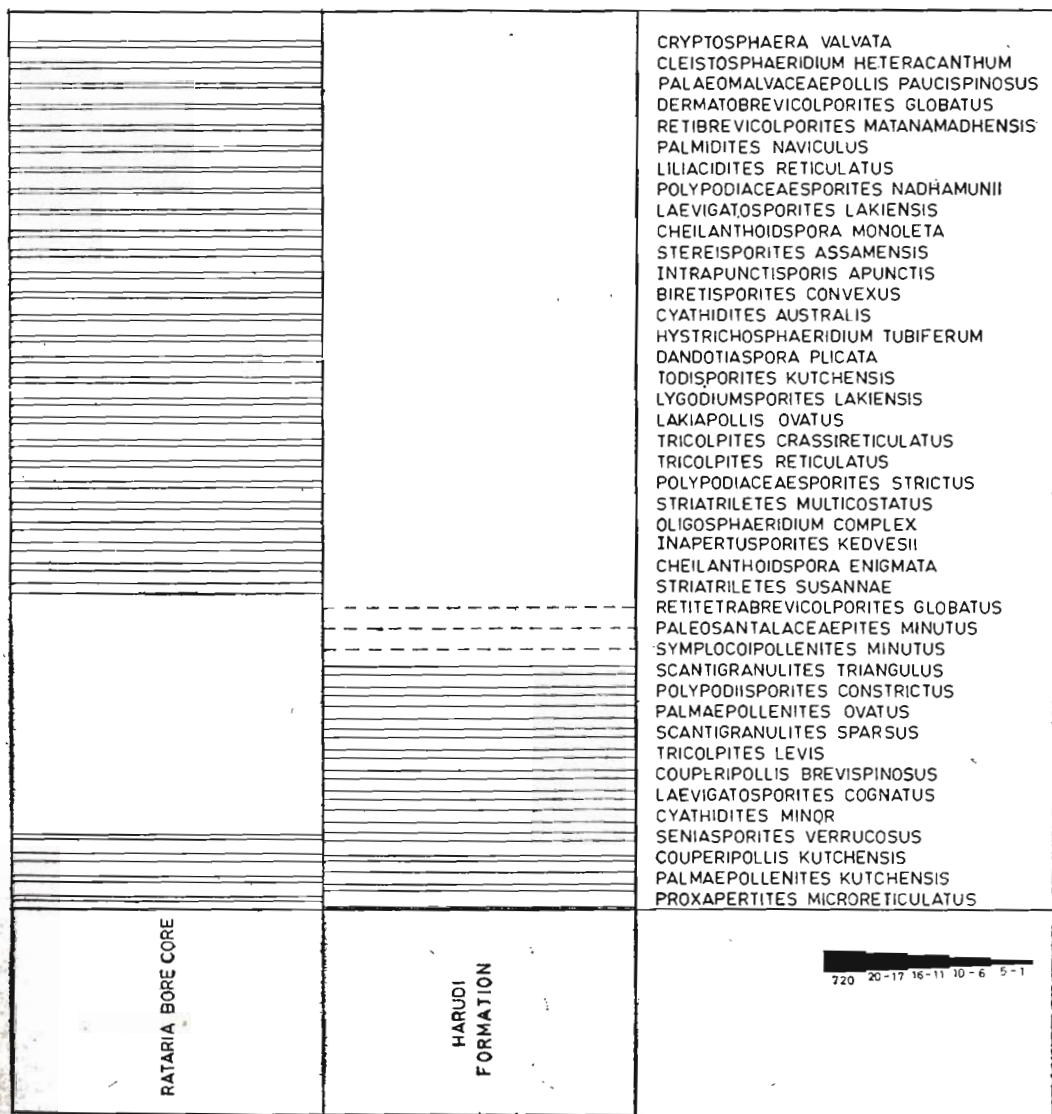 CRYPTOSPHAERA VALVATA
CLEISTOSPHAERIDIUM HETERACANTHUM
PALAEOMALVACEAEPOLLIS PAUCISPINOSUS
DERMATOBREVICOLPORITES GLOBATUS
RETIBREVICOLPORITES MATANAMADHENSIS
PALMIDITES NAVICULUS
LILIACIDITES RETICULATUS
POLYPODIACEAESPORITES NADHAMUNII
LAEVIGATOSPORITES LAKIENSIS
CHEILANTHOIDSPORA MONOLETA
STEREISPORITES ASSAMENSIS
INTRAPUNCTISPORIS APUNCTIS
BIRETISPORITES CONVEXUS
CYATHIDITES AUSTRALIS
HYSTRICHOSPHAERIDIUM TUBIFERUM
DANDOTIASPORA PLICATA
TODISPORITES KUTCHENSIS
LYGODIUMSPORITES LAKIENSIS
LAKIAPOLLIS OVATUS
TRICOLPITES CRASSIRETICULATUS
TRICOLPITES RETICULATUS
POLYPODIACEAESPORITES STRICTUS
STRIATRILETES MULTICOSTATUS
OLIGOSPHAERIDIUM COMPLEX
INAPERTUSPORITES KEDVESII
CHEILANTHOIDSPORA ENIGMATA
STRIATRILETES SUSANNAE
RETITETRABREVICOLPORITES GLOBATUS
PALEOSANTALACEAEPITES MINUTUS
SYMPLOCOIPOLLENITES MINUTUS
SCANTIGRANULITES TRIANGULUS
POLYPODIISPORITES CONSTRICTUS
PALMAEPOLLENITES OVATUS
SCANTIGRANULITES SPARSUS
TRICOLPITES LEVIS
COUPERIPOLLIS BREVISPINOSUS
LAEVIGATOSPORITES COGNATUS
CYATHIDITES MINOR
SENIASPORITES VERRUCOSUS
COUPERIPOLLIS KUTCHENSIS
PALMAEPOLLENITES KUTCHENSIS
PROXAPERTITES MICRORETICULATUS
RATARIA BORE CORE
HARUDI
FORMATION
720 20-17 16-11 10-6 5-1